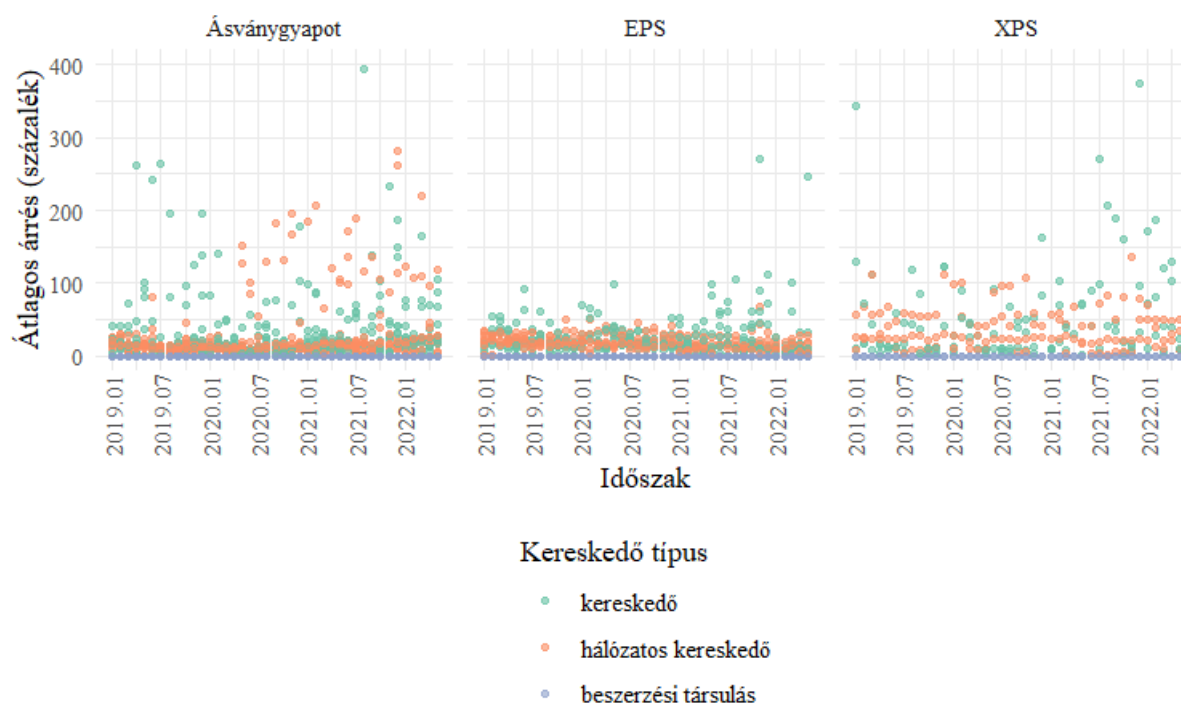 Ásványgyapot
EPS
XPS
Átlagos árrés (százalék)
400
300
200
100
0
2019.01
2019.07
2020.01
2020.07
2021.01
2021.07
2022.01
2019.01
2019.07
2020.01
2020.07
2021.01
2021.07
2022.01
2019.01
2019.07
2020.01
2020.07
2021.01
2021.07
2022.01
Időszak
Kereskedő típus
kereskedő
hálózatos kereskedő
beszerzési társulás